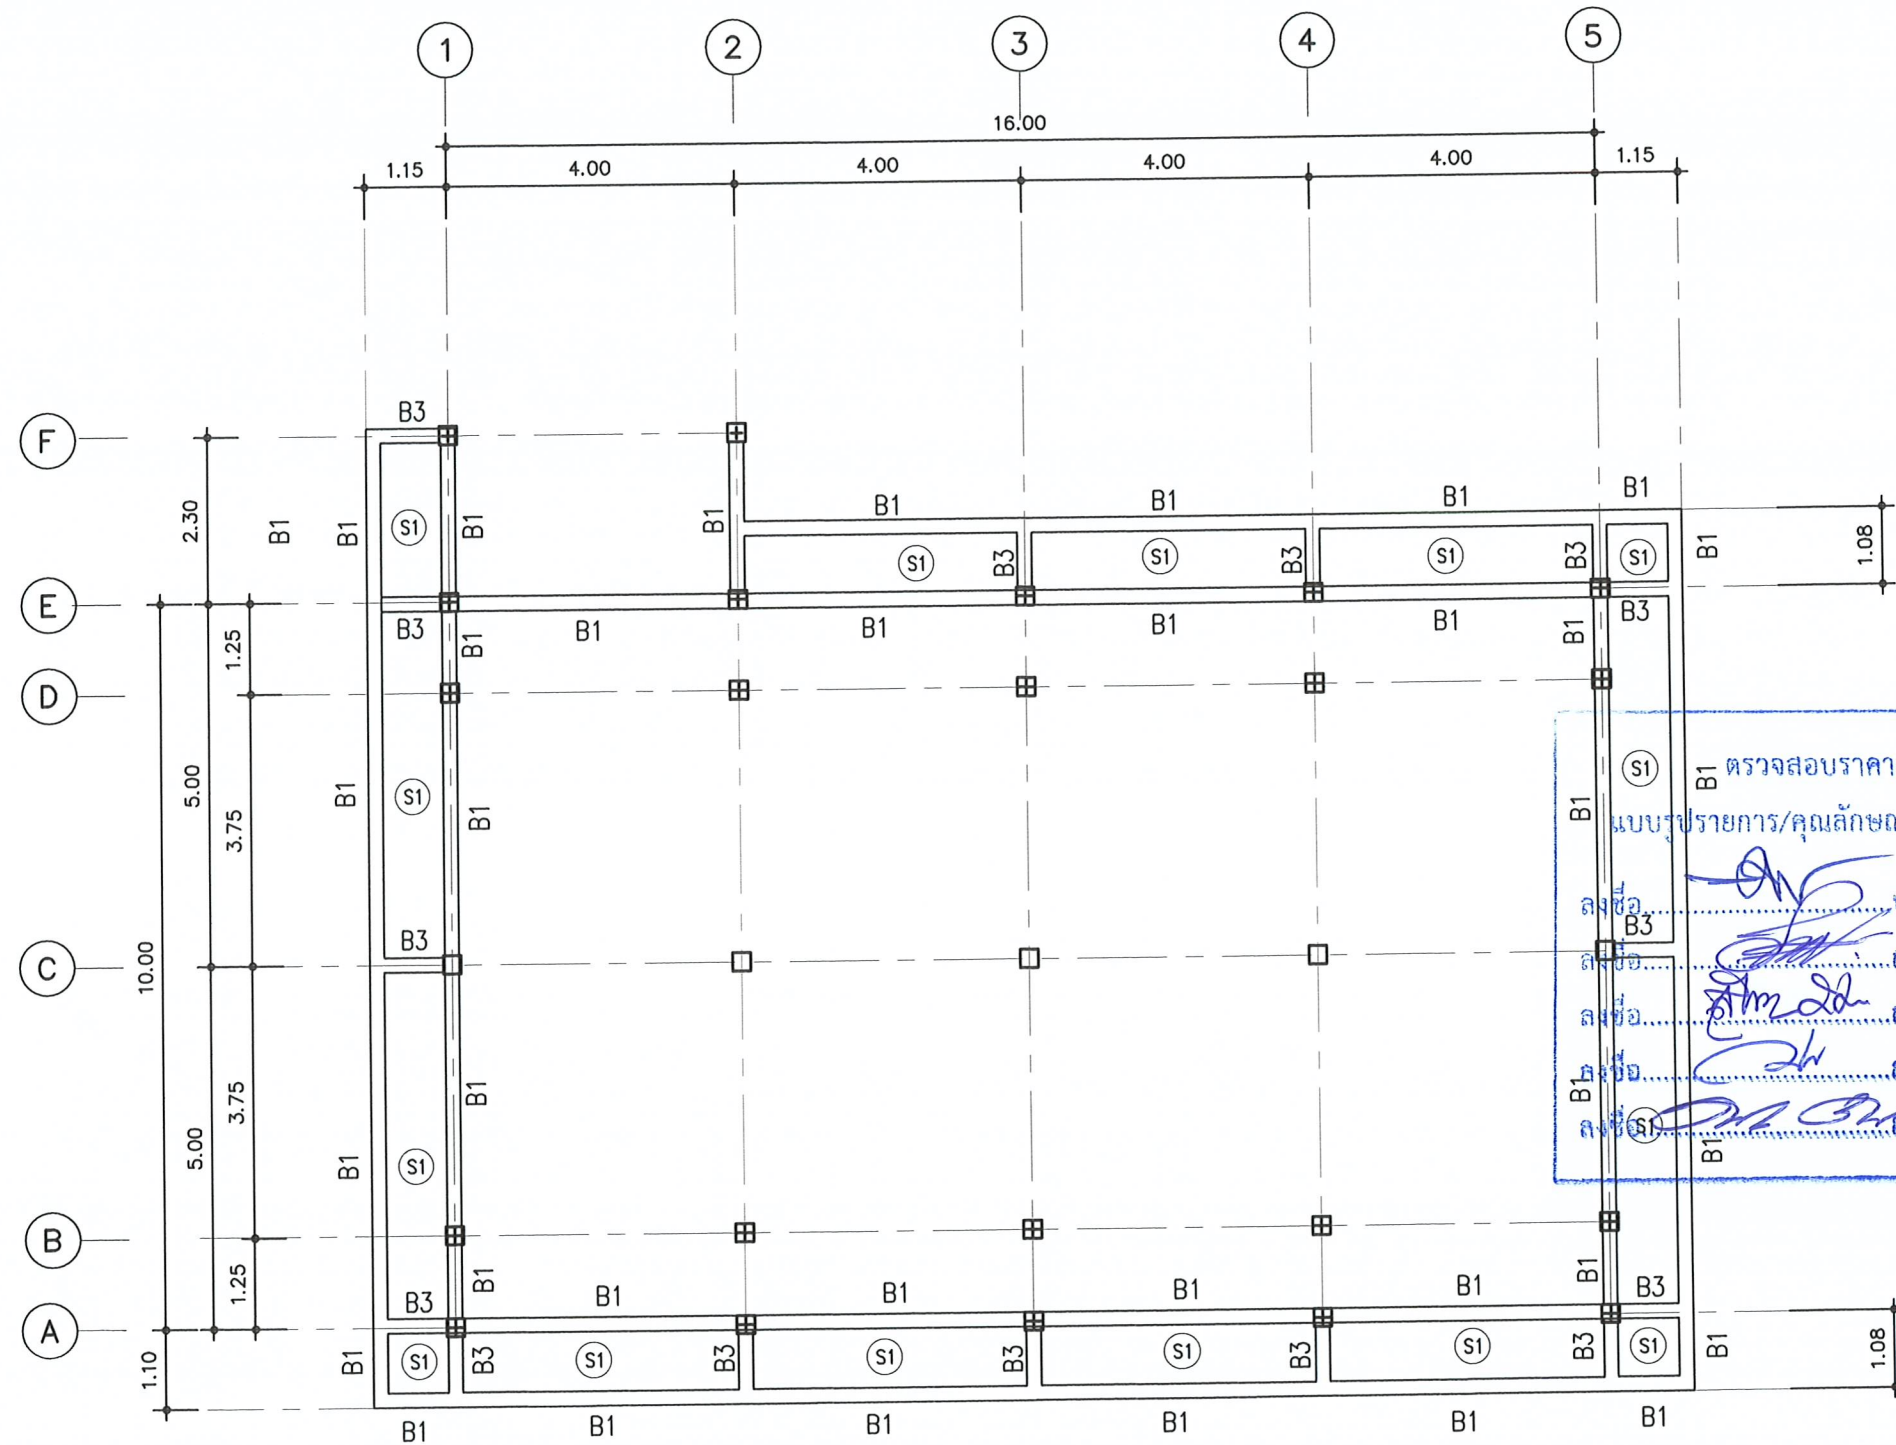 1 2 3 4 5
16.00
1.15 4.00 4.00 4.00 4.00 1.15
B3
F
B1 B1 B1 B1
2.30 B1 B1 S1 B1 B1 B1
S1 S1 S1 S1
B3 B3 B3 1.08
E
B3 B1 B1 B1 B1 B1 B1 B3
1.25
D
5.00 B1 S1 B1 3.75 B1 S1 B1
ตรวจสอบราคา
แบบรูปรายการ/คุณลักษณ
ลงชื่อ
B3 B3
C
10.00
ลงชื่อ
ลงชื่อ
3.75 B1 B1
ลงชื่อ
5.00 B1 S1 S1 B1
ลงชื่อ
B
1.25 B1 B1
B3 B1 B1 B1 B1 B3
A
1.10 B1 S1 B3 S1 B3 S1 B3 S1 B3 S1 B3 S1 B1 1.08
B1 B1 B1 B1 B1 B1